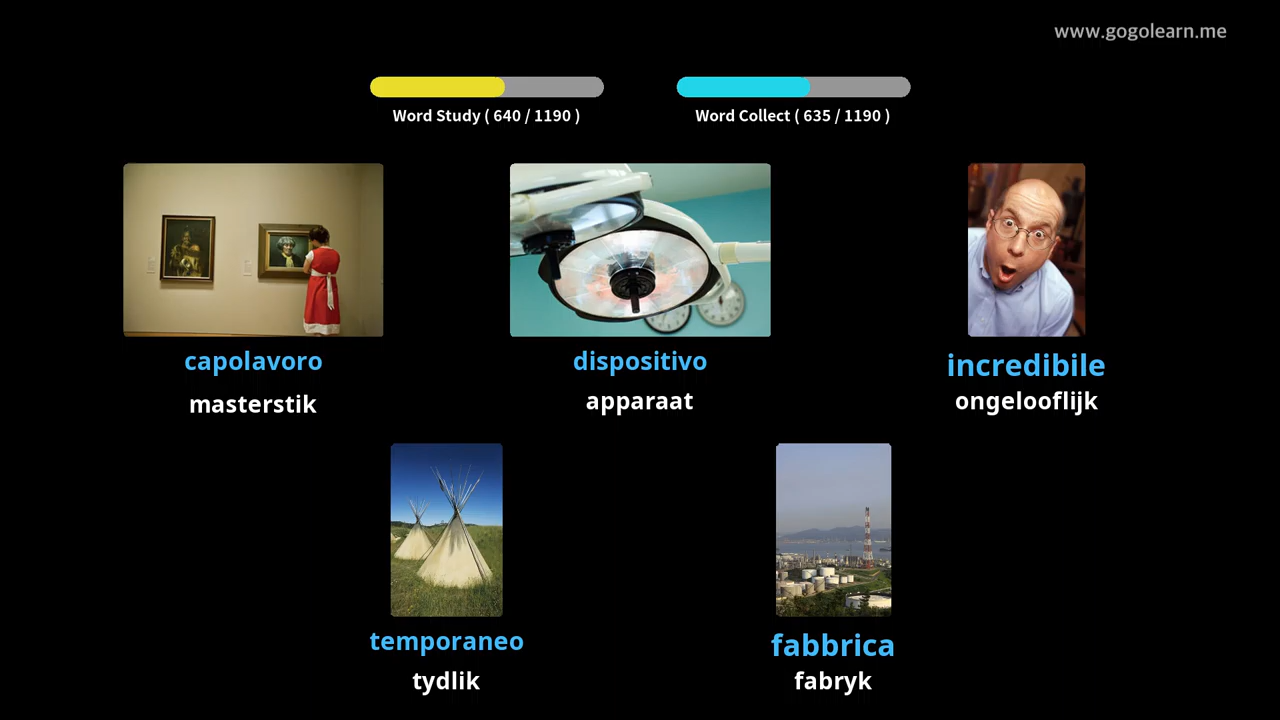 www.gogolearn.me
Word Study ( 640 / 1190 )
Word Collect ( 635 / 1190 )
capolavoro
masterstik
dispositivo
apparaat
incredibile
ongelooflijk
temporaneo
tydlik
fabbrica
fabryk